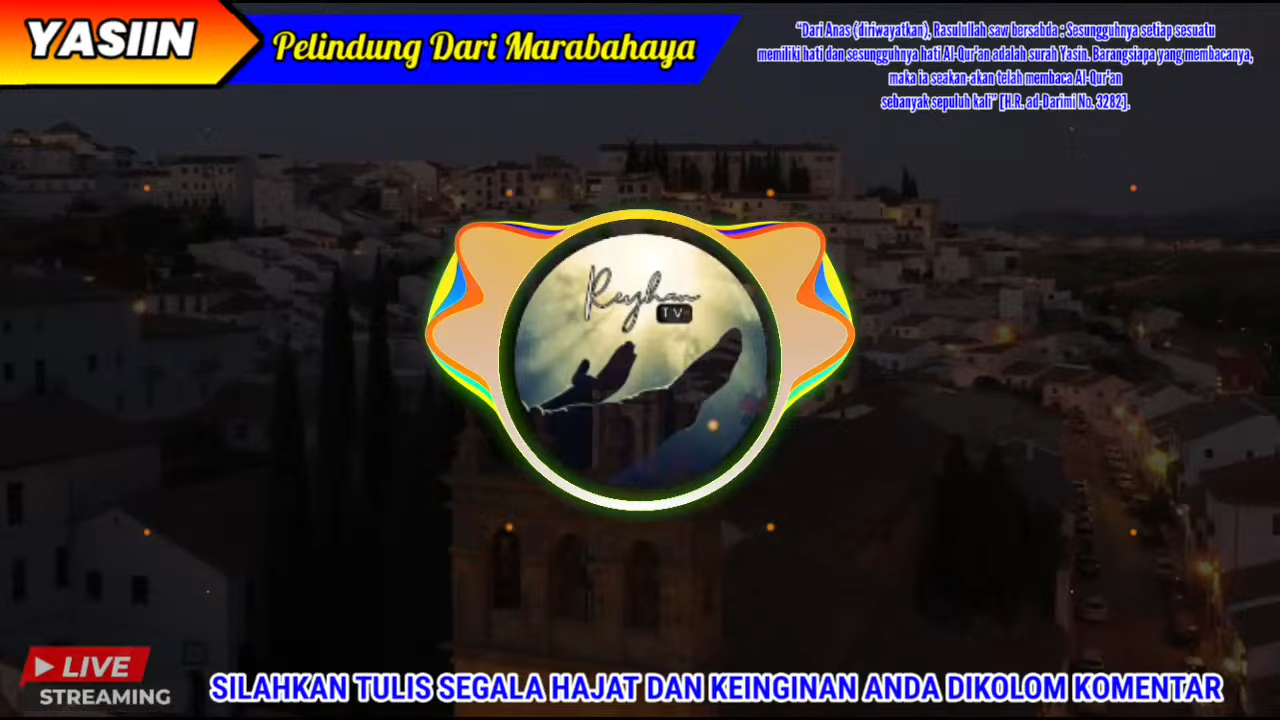 YASIIN
Pelindung Dari Marabahaya
"Dari Anas (diriwayatkan), Rasulullah saw bersabda : Sesungguhnya setiap sesuatu
memiliki hati dan sesungguhnya hati Al-Qur'an adalah surah Yasin. Barangsiapa yang membacanya,
maka ia seakan-akan telah membaca Al-Qur'an
sebanyak sepuluh kali" [H.R. ad-Darimi No. 3282].
Reyhan
TV
LIVE
STREAMING
SILAHKAN TULIS SEGALA HAJAT DAN KEINGINAN ANDA DIKOLOM KOMENTAR